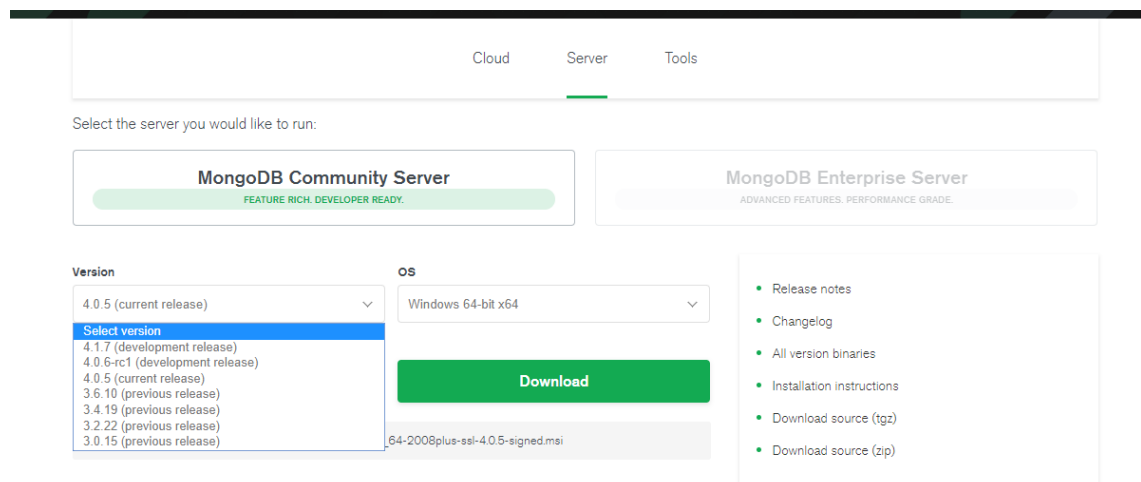 Cloud Server Tools
Select the server you would like to run:
MongoDB Community Server
FEATURE RICH. DEVELOPER READY.
MongoDB Enterprise Server
ADVANCED FEATURES. PERFORMANCE GRADE.
Version
4.0.5 (current release)
Select version
4.1.7 (development release)
4.0.6-rc1 (development release)
4.0.5 (current release)
3.6.10 (previous release)
3.4.19 (previous release)
3.2.22 (previous release)
3.0.15 (previous release)
OS
Windows 64-bit x64
Download
_64-2008plus-ssl-4.0.5-signed.msi
Release notes
Changelog
All version binaries
Installation instructions
Download source (tgz)
Download source (zip)